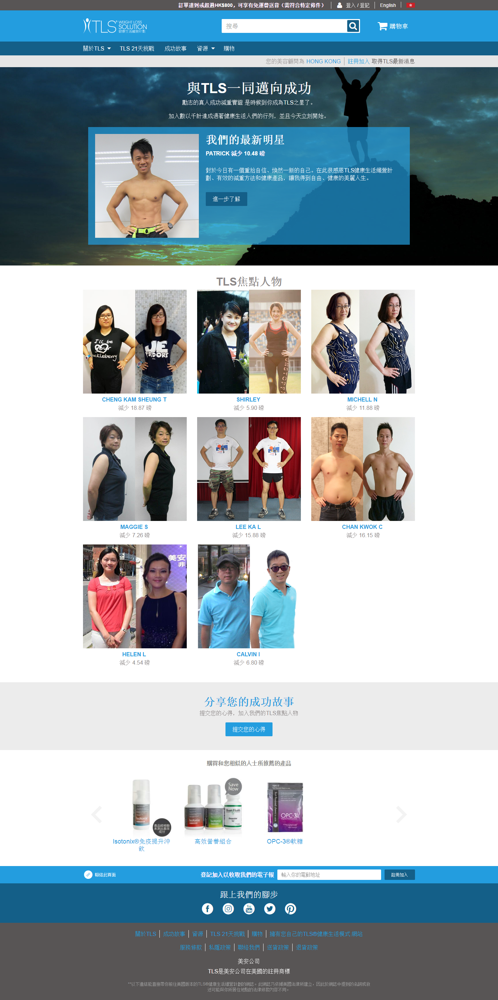 訂單達到或超過HK$800，可享有免運費送貨（需符合特定條件）
登入 / 登記
English
TLS® WEIGHT LOSS
SOLUTION
健康生活纖營計劃
搜尋
購物車
關於TLS
TLS 21天挑戰
成功故事
資源
購物
您的美容顧問為 HONG KONG
註冊加入 取得TLS最新消息
與TLS一同邁向成功
勵志的真人成功減重實證 是時候到你成為TLS之星了。
加入數以千計達成過著健康生活人們的行列，並且今天立刻開始。
我們的最新明星
PATRICK 減少 10.48 磅
對於今日有一個重拾自信、煥然一新的自己。在此很感恩TLS健康生活纖營計
劃、有效的減重方法和健康產品，讓我得到自由、健康的美麗人生。
進一步了解
TLS焦點人物
I'll be
your
uckleberry
JE
T'ADORE
CHENG KAM SHEUNG T
減少 18.87 磅
SHIRLEY
減少 5.90 磅
MICHELL N
減少 11.88 磅
MAGGIE S
減少 7.26 磅
LEE KA L
減少 15.88 磅
CHAN KWOK C
減少 16.15 磅
美安
非
HELEN L
減少 4.54 磅
CALVIN I
減少 6.80 磅
分享您的成功故事
提交您的心得，加入我們的TLS焦點人物
提交您的心得
購買和您相似的人士所推薦的產品
Isotonix
產品經檢驗
未測出基改
成分
Isotonix®免疫提升沖
飲
Save
Now
Isotonix
Isotonix
Heart Health
Essential
高效營養組合
OPC-3
OPC-3®軟糖
聯結此頁面
登記加入以收取我們的電子報
輸入你的電郵地址
註冊加入
跟上我們的腳步
You
Tube
關於TLS
成功故事
資源
TLS 21天挑戰
購物
擁有您自己的TLS®健康生活模式 網站
服務條款
私隱政策
聯絡我們
送貨政策
退貨政策
美安公司
TLS是美安公司在美國的註冊商標
**以下連結能直接帶你前往美國版本的TLS®健康生活纖營計劃的網誌。此網誌乃依據美國法律所建立，因此於網誌中提到的名詞或敘
述可能與你所居住地點的法律條款內容不同。